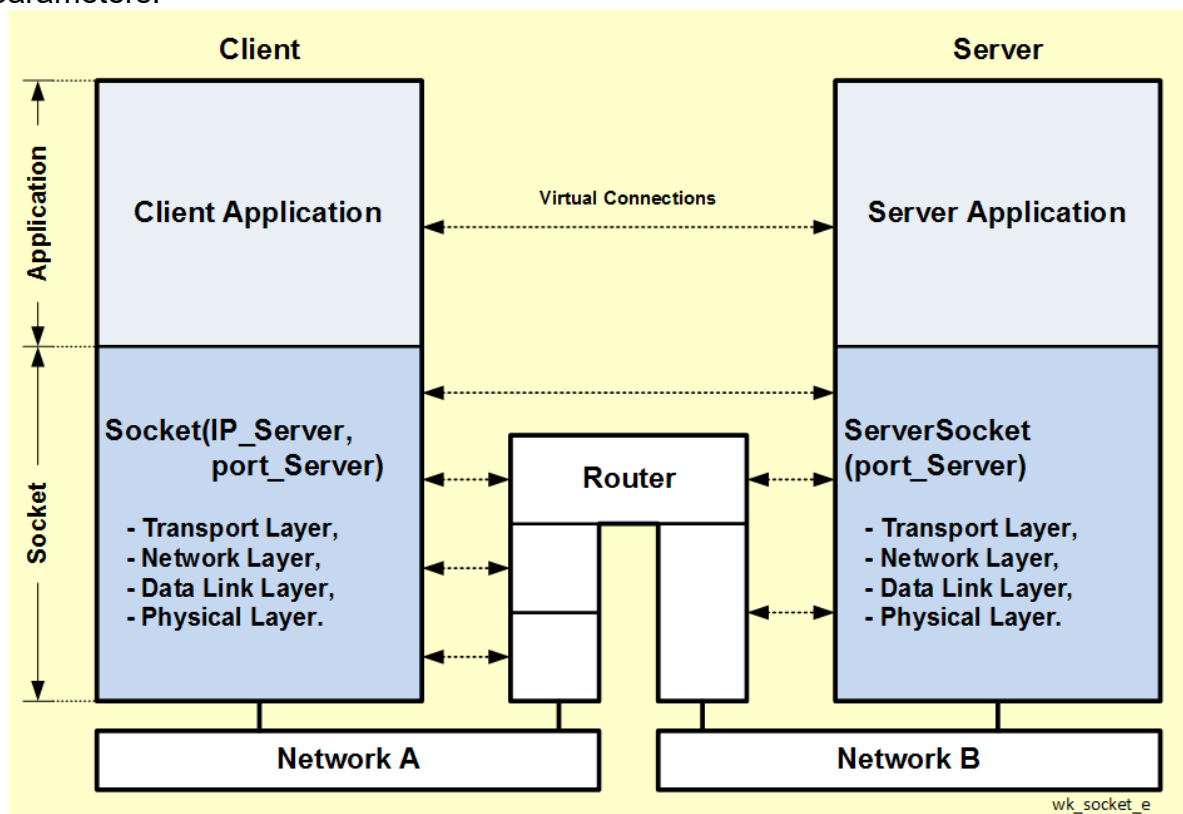 parameters.
Client
Server
Application
Client Application
Virtual Connections
Server Application
Socket
Socket(IP_Server,
port_Server)
- Transport Layer,
- Network Layer,
- Data Link Layer,
- Physical Layer.
Router
ServerSocket
(port_Server)
- Transport Layer,
- Network Layer,
- Data Link Layer,
- Physical Layer.
Network A
Network B
wk_socket_e